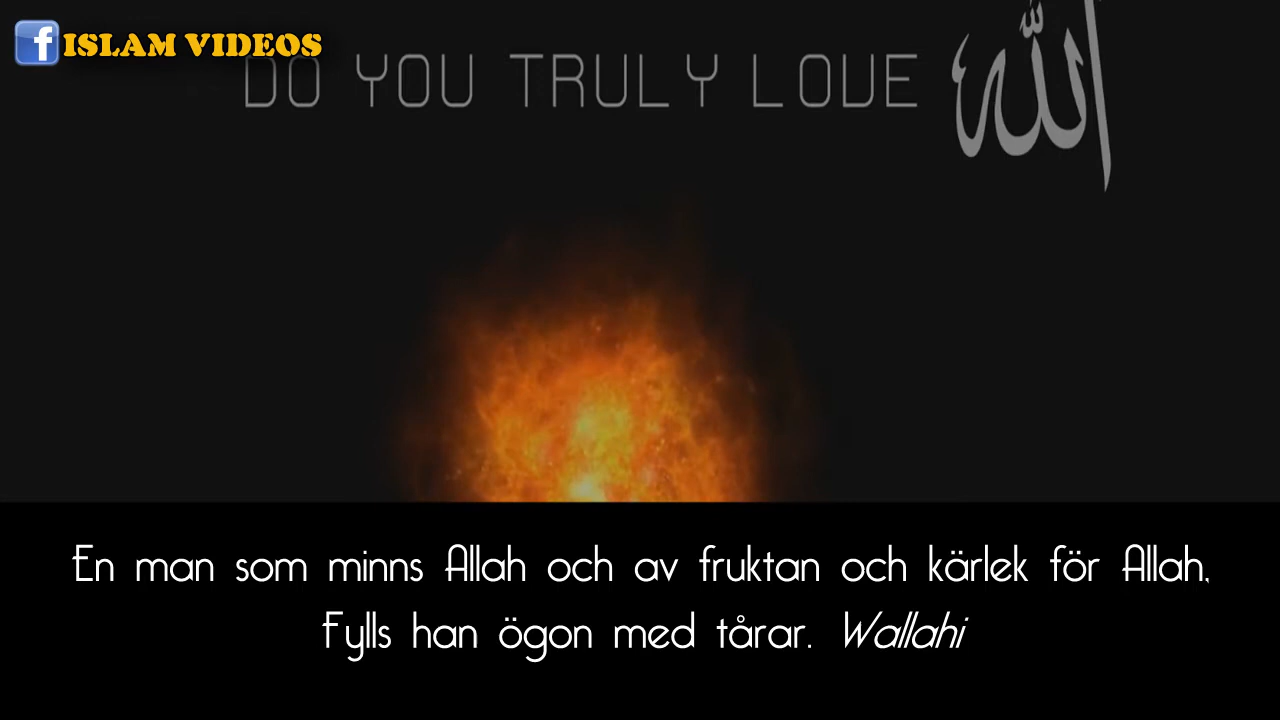 f ISLAM VIDEOS
DO YOU TRULY LOVE الله
En man som minns Allah och av fruktan och kärlek för Allah,
Fylls han ögon med tårar. Wallahi